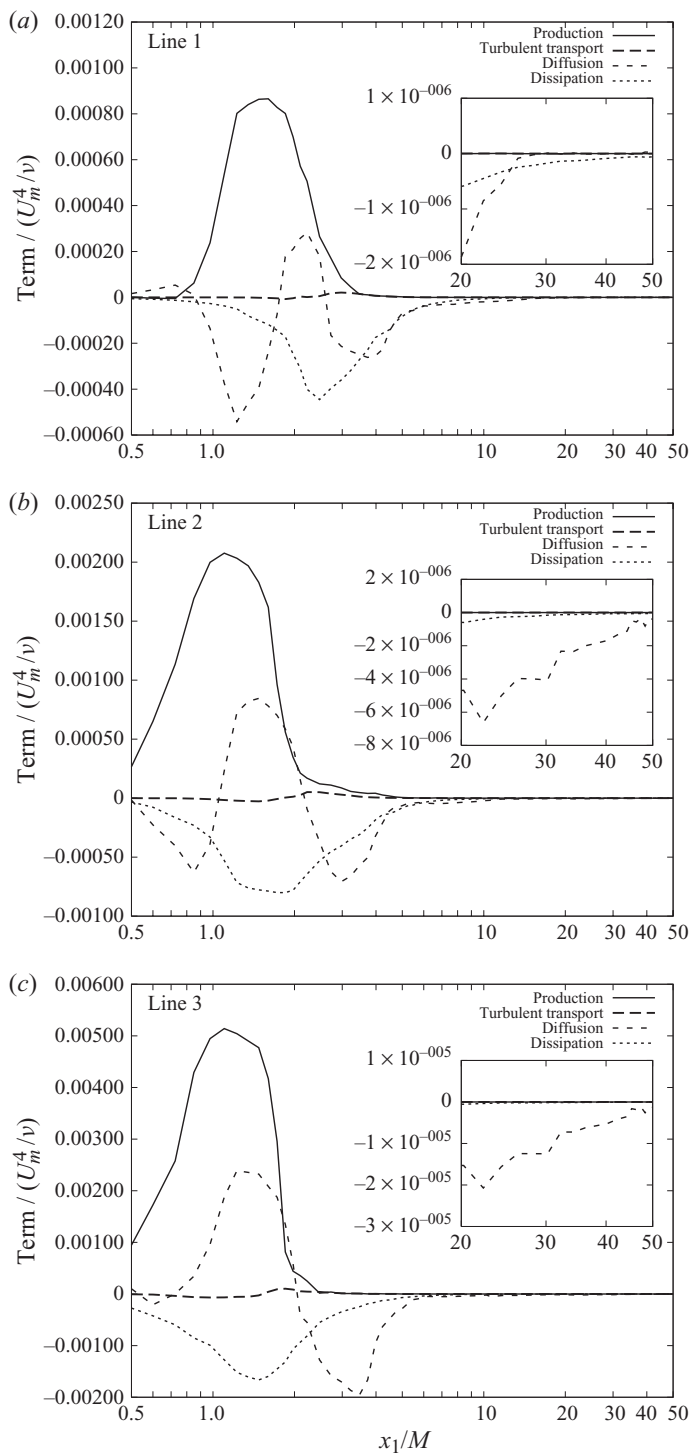 (a)
Line 1
Production
Turbulent transport
Diffusion
Dissipation
Term / (U_m^4/ν)
0.00120
0.00100
0.00080
0.00060
0.00040
0.00020
0
–0.00020
–0.00040
–0.00060
0.5
1.0
10
20
30
40
50
1 × 10^–006
0
–1 × 10^–006
–2 × 10^–006
20
30
40
50
(b)
Line 2
Production
Turbulent transport
Diffusion
Dissipation
Term / (U_m^4/ν)
0.00250
0.00200
0.00150
0.00100
0.00050
0
–0.00050
–0.00100
0.5
1.0
10
20
30
40
50
2 × 10^–006
0
–2 × 10^–006
–4 × 10^–006
–6 × 10^–006
–8 × 10^–006
20
30
40
50
(c)
Line 3
Production
Turbulent transport
Diffusion
Dissipation
Term / (U_m^4/ν)
0.00600
0.00500
0.00400
0.00300
0.00200
0.00100
0
–0.00100
–0.00200
0.5
1.0
10
20
30
40
50
1 × 10^–005
0
–1 × 10^–005
–2 × 10^–005
–3 × 10^–005
20
30
40
50
x_1/M